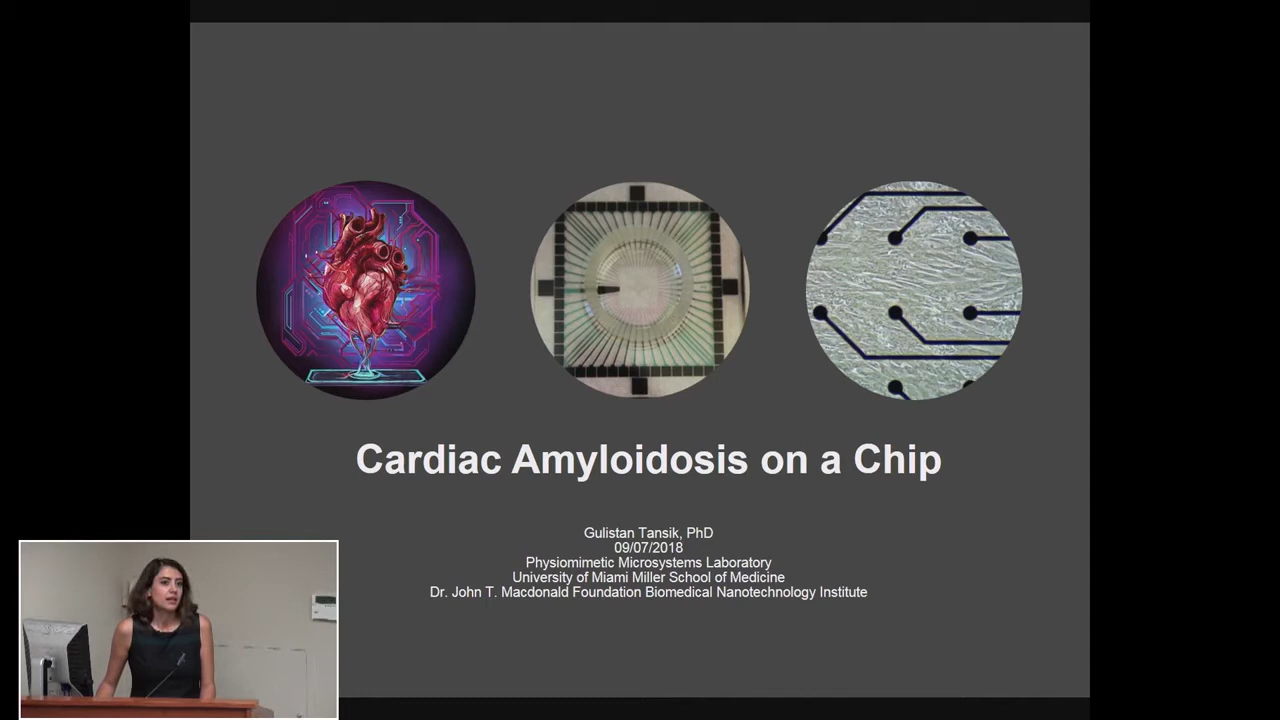 Cardiac Amyloidosis on a Chip
Gulistan Tansik, PhD
09/07/2018
Physiomimetic Microsystems Laboratory
University of Miami Miller School of Medicine
Dr. John T. Macdonald Foundation Biomedical Nanotechnology Institute